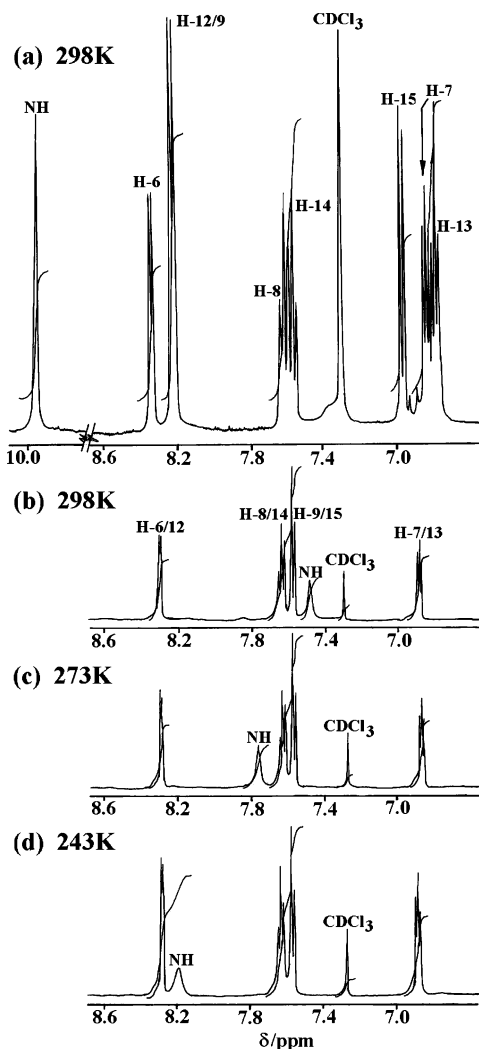 (a) 298K
NH
H-6
H-12/9
H-8
H-14
CDCl3
H-15
H-7
H-13
10.0 8.6 8.2 7.8 7.4 7.0
(b) 298K
H-6/12
H-8/14
H-9/15
NH
CDCl3
H-7/13
8.6 8.2 7.8 7.4 7.0
(c) 273K
NH
CDCl3
8.6 8.2 7.8 7.4 7.0
(d) 243K
NH
CDCl3
8.6 8.2 7.8 7.4 7.0
δ/ppm